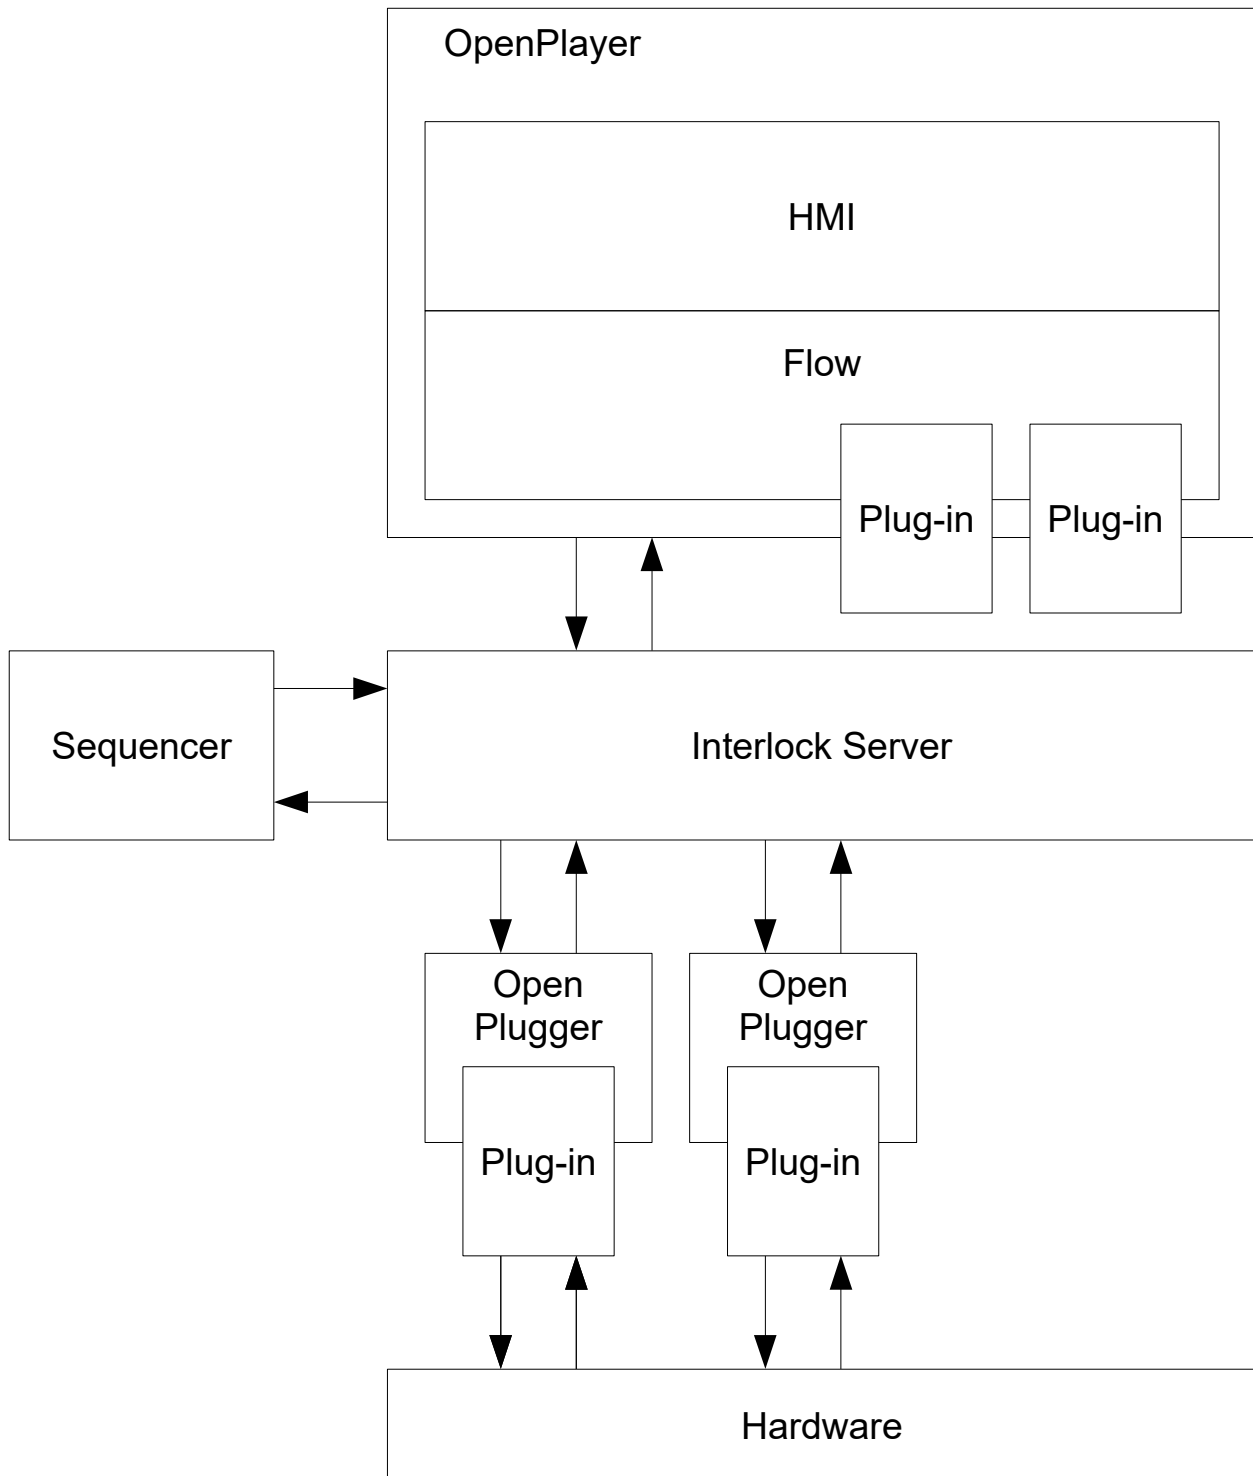 OpenPlayer
HMI
Flow
Plug-in
Plug-in
Sequencer
Interlock Server
Open
Plugger
Open
Plugger
Plug-in
Plug-in
Hardware